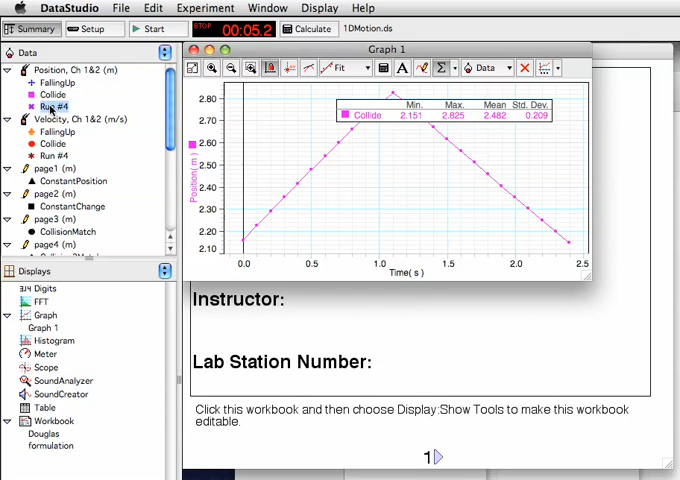 DataStudio File Edit Experiment Window Display Help
Summary Setup Start STOP 00:05.2 Calculate 1DMotion.ds
Data
Position, Ch 1&2 (m)
FallingUp
Collide
Run #4
Velocity, Ch 1&2 (m/s)
FallingUp
Collide
Run #4
page1 (m)
ConstantPosition
page2 (m)
ConstantChange
page3 (m)
CollisionMatch
page4 (m)
Displays
3.14 Digits
FFT
Graph
Graph 1
Histogram
Meter
Scope
SoundAnalyzer
SoundCreator
Table
Workbook
Douglas
formulation
Graph 1
A Fit Σ Data
Min. Max. Mean Std. Dev.
Collide 2.151 2.825 2.482 0.209
Position( m )
2.80
2.70
2.60
2.50
2.40
2.30
2.20
2.10
0.0 0.5 1.0 1.5 2.0 2.5
Time( s )
Instructor:
Lab Station Number:
Click this workbook and then choose Display:Show Tools to make this workbook
editable.
1